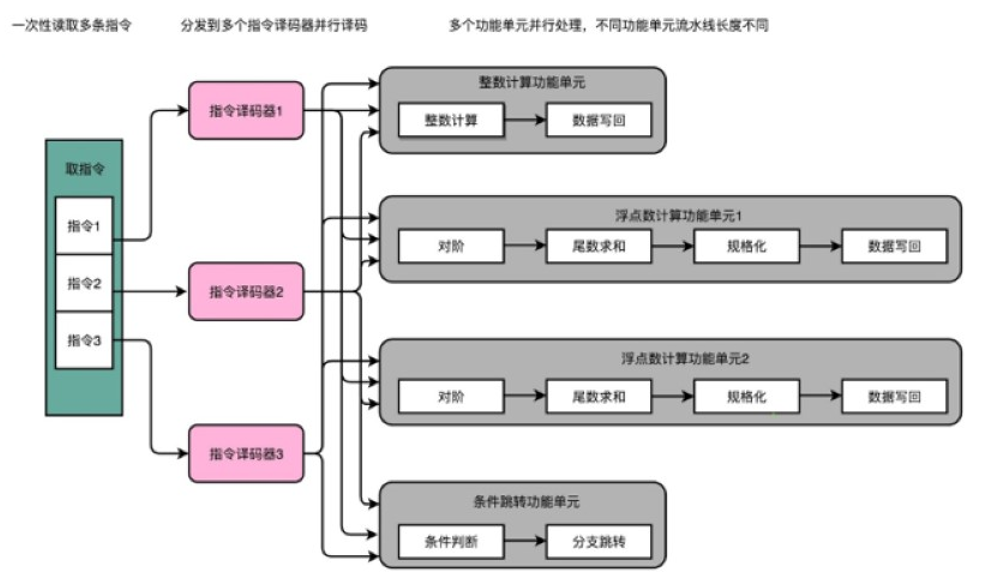 一次性读取多条指令
分发到多个指令译码器并行译码
多个功能单元并行处理，不同功能单元流水线长度不同
取指令
指令1
指令2
指令3
指令译码器1
指令译码器2
指令译码器3
整数计算功能单元
整数计算
数据写回
浮点数计算功能单元1
对阶
尾数求和
规格化
数据写回
浮点数计算功能单元2
对阶
尾数求和
规格化
数据写回
条件跳转功能单元
条件判断
分支跳转